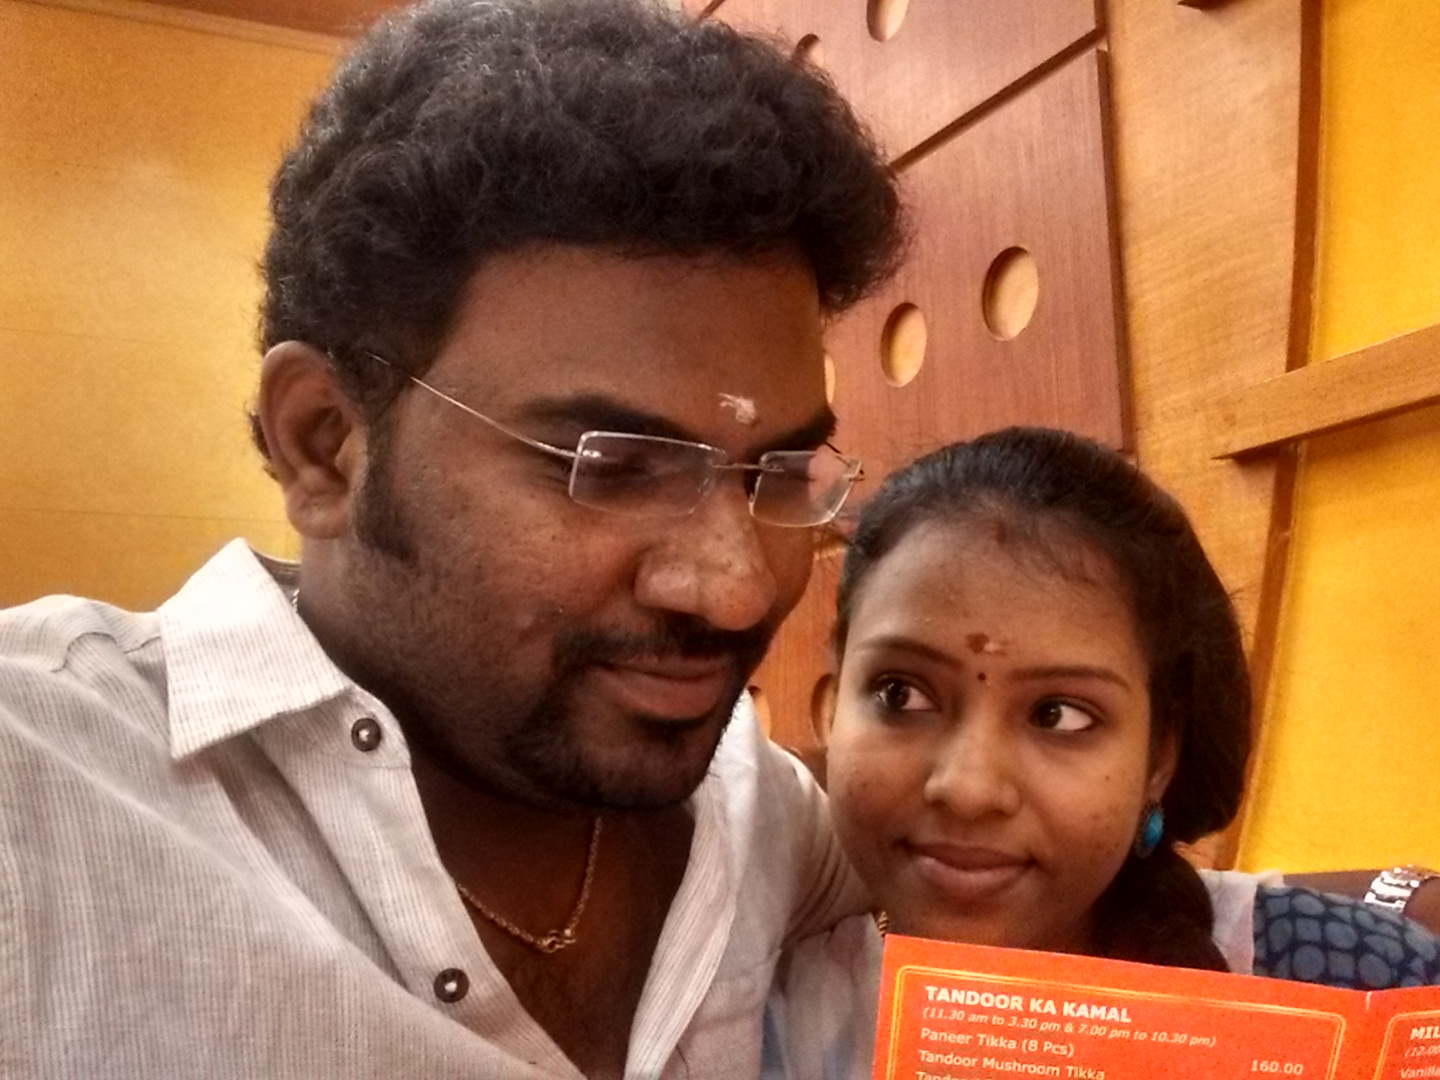 TANDOOR KA KAMAL
(11.30 am to 3.30 pm & 7.00 pm to 10.30 pm)
Paneer Tikka (8 Pcs)
160.00
Tandoor Mushroom Tikka
MIL
(12.00
Vanilla